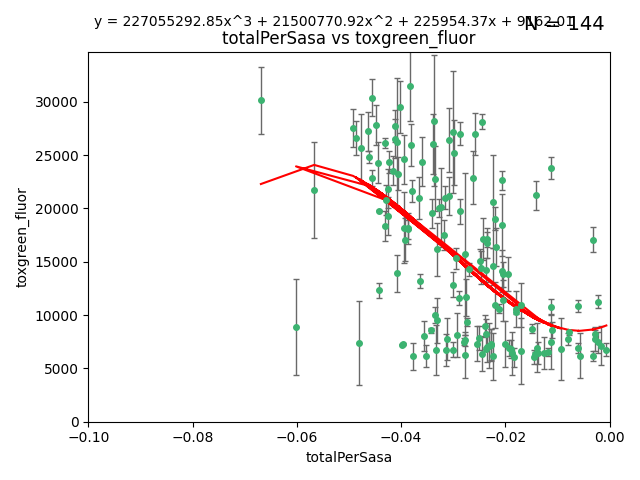 y = 227055292.85x^3 + 21500770.92x^2 + 225954.37x +
N = 144
totalPerSasa vs toxgreen_fluor
30000
25000
20000
15000
10000
5000
0
toxgreen_fluor
−0.10 −0.08 −0.06 −0.04 −0.02 0.00
totalPerSasa